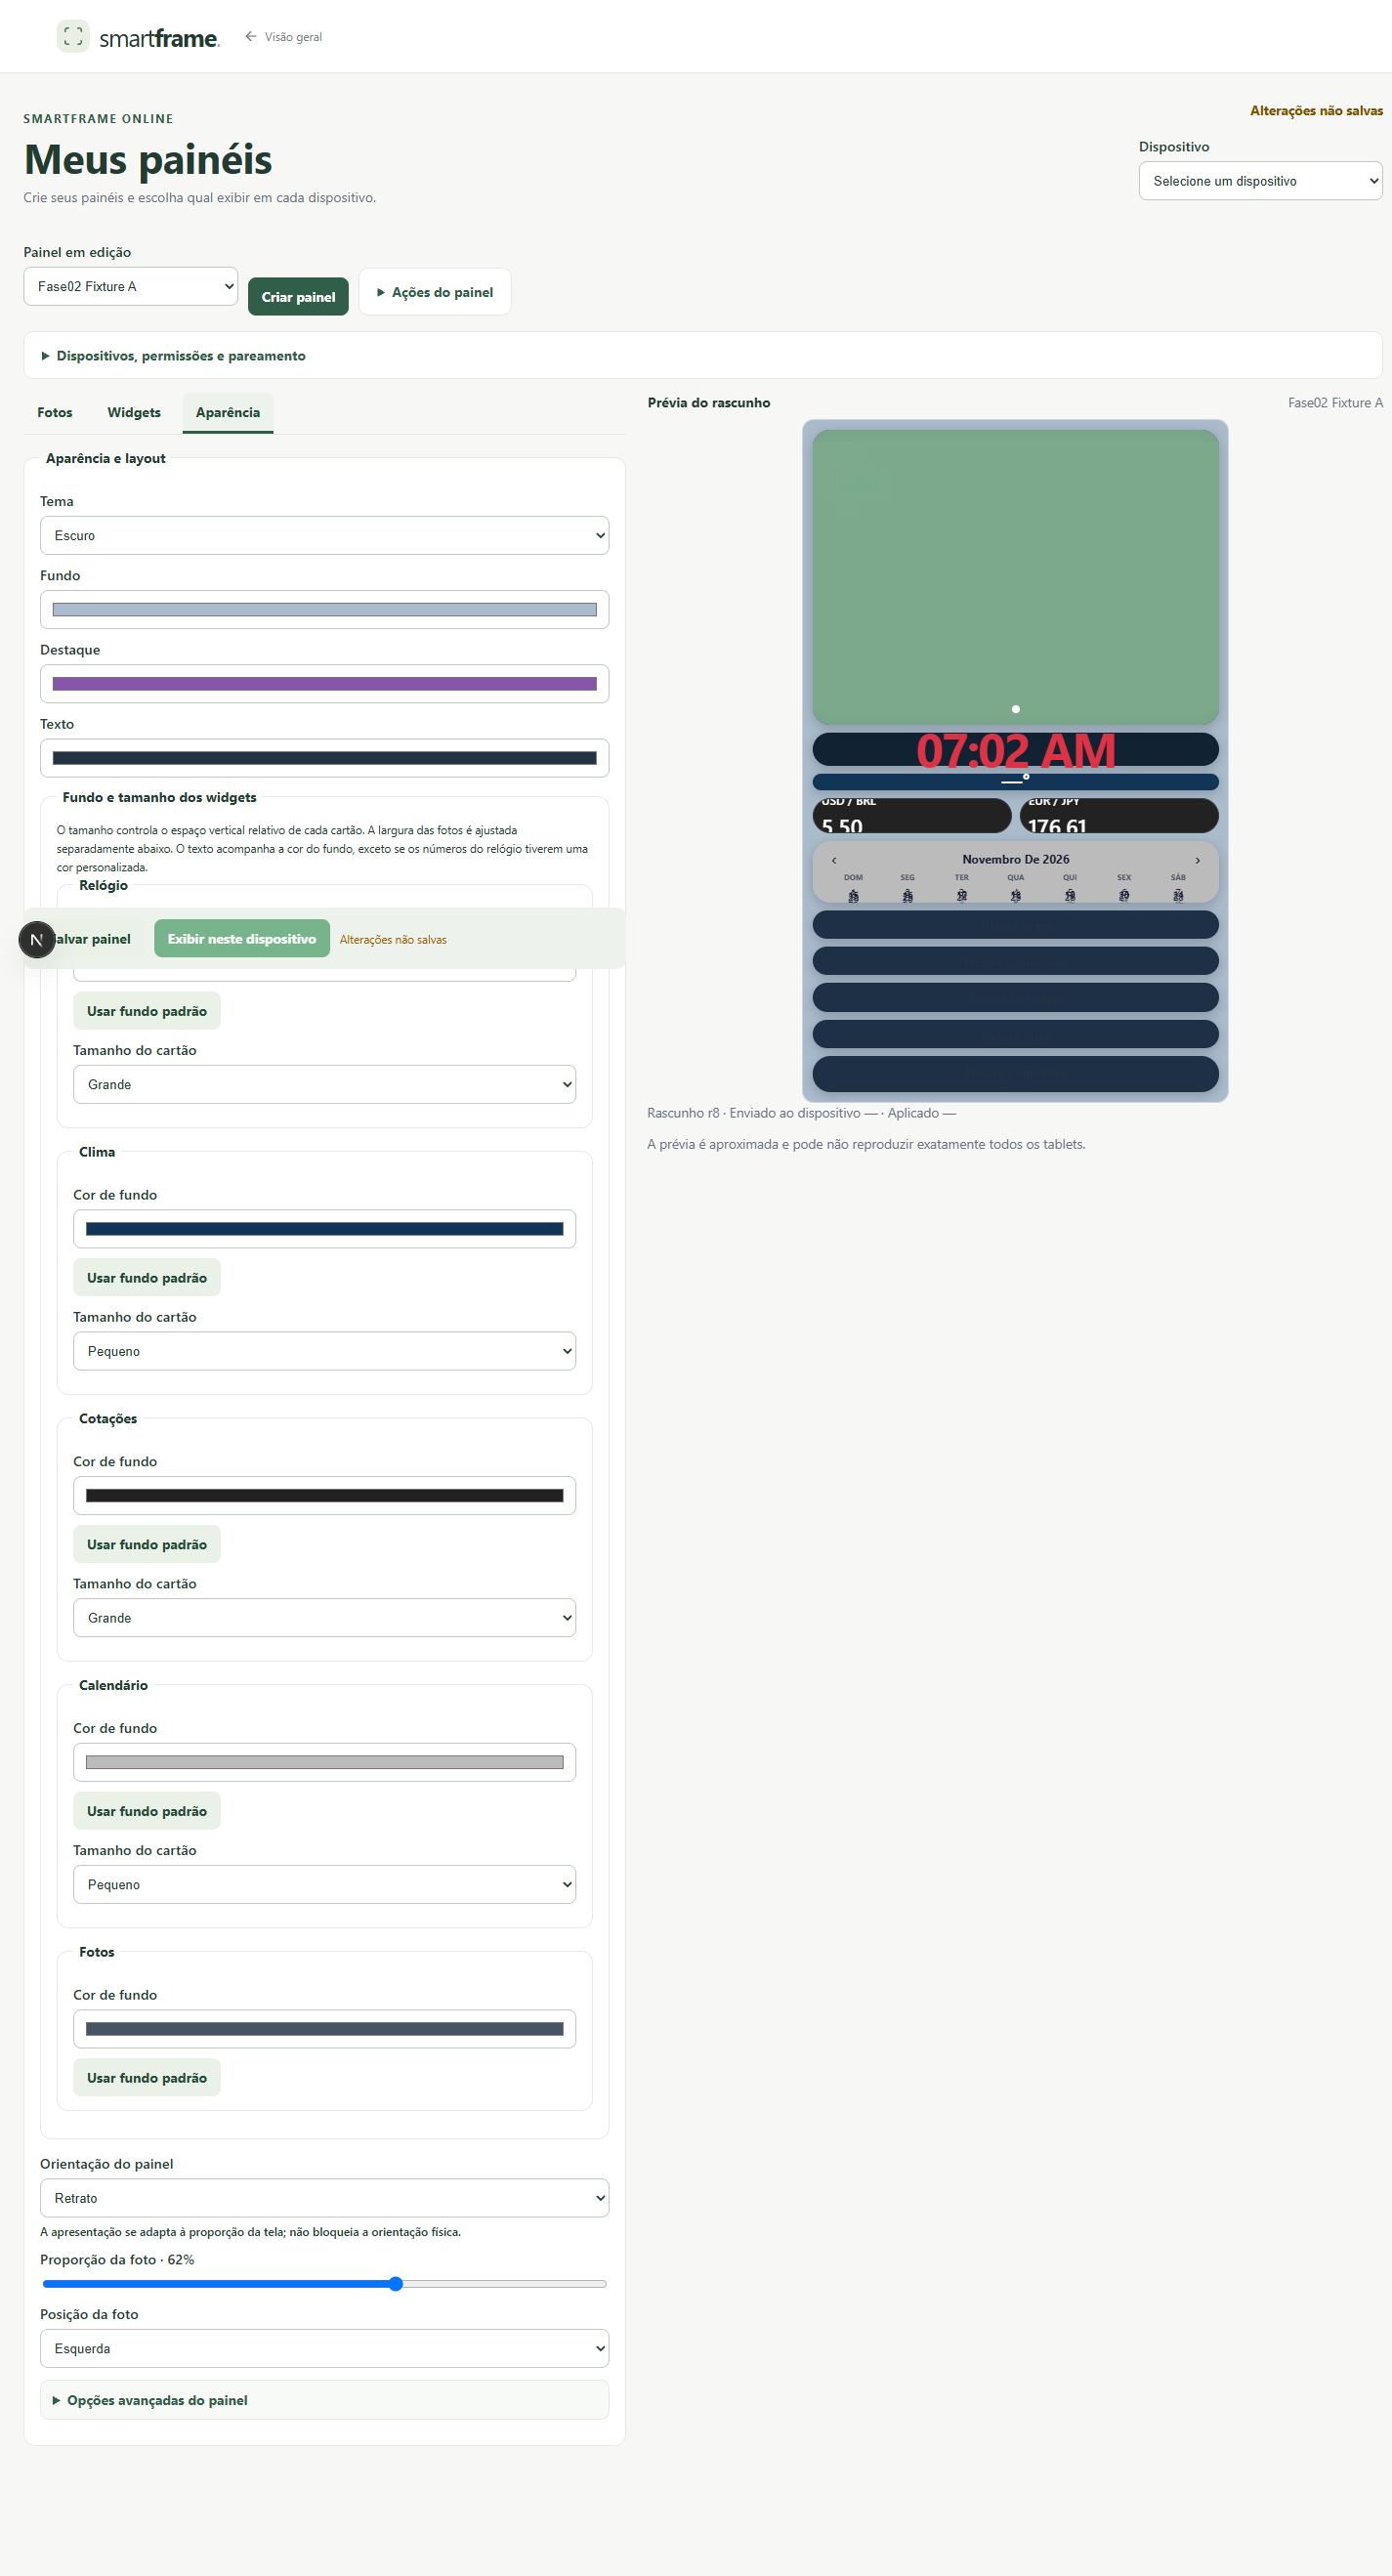 smartframe.
Visão geral
SMARTFRAME ONLINE
Meus painéis
Crie seus painéis e escolha qual exibir em cada dispositivo.
Alterações não salvas
Dispositivo
Selecione um dispositivo
Painel em edição
Fase02 Fixture A
Criar painel
Ações do painel
Dispositivos, permissões e pareamento
Fotos
Widgets
Aparência
Aparência e layout
Tema
Escuro
Fundo
Destaque
Texto
Fundo e tamanho dos widgets
O tamanho controla o espaço vertical relativo de cada cartão. A largura das fotos é ajustada
separadamente abaixo. O texto acompanha a cor do fundo, exceto se os números do relógio tiverem uma
cor personalizada.
Relógio
N
alvar painel
Exibir neste dispositivo
Alterações não salvas
Usar fundo padrão
Tamanho do cartão
Grande
Clima
Cor de fundo
Usar fundo padrão
Tamanho do cartão
Pequeno
Cotações
Cor de fundo
Usar fundo padrão
Tamanho do cartão
Grande
Calendário
Cor de fundo
Usar fundo padrão
Tamanho do cartão
Pequeno
Fotos
Cor de fundo
Usar fundo padrão
Orientação do painel
Retrato
A apresentação se adapta à proporção da tela; não bloqueia a orientação física.
Proporção da foto · 62%
Posição da foto
Esquerda
Opções avançadas do painel
Prévia do rascunho
Fase02 Fixture A
07:02 AM
—°
USD / BRL
5,50
EUR / JPY
176,61
‹ Novembro De 2026 ›
DOM SEG TER QUA QUI SEX SÁB
Rascunho r8 · Enviado ao dispositivo — · Aplicado —
A prévia é aproximada e pode não reproduzir exatamente todos os tablets.